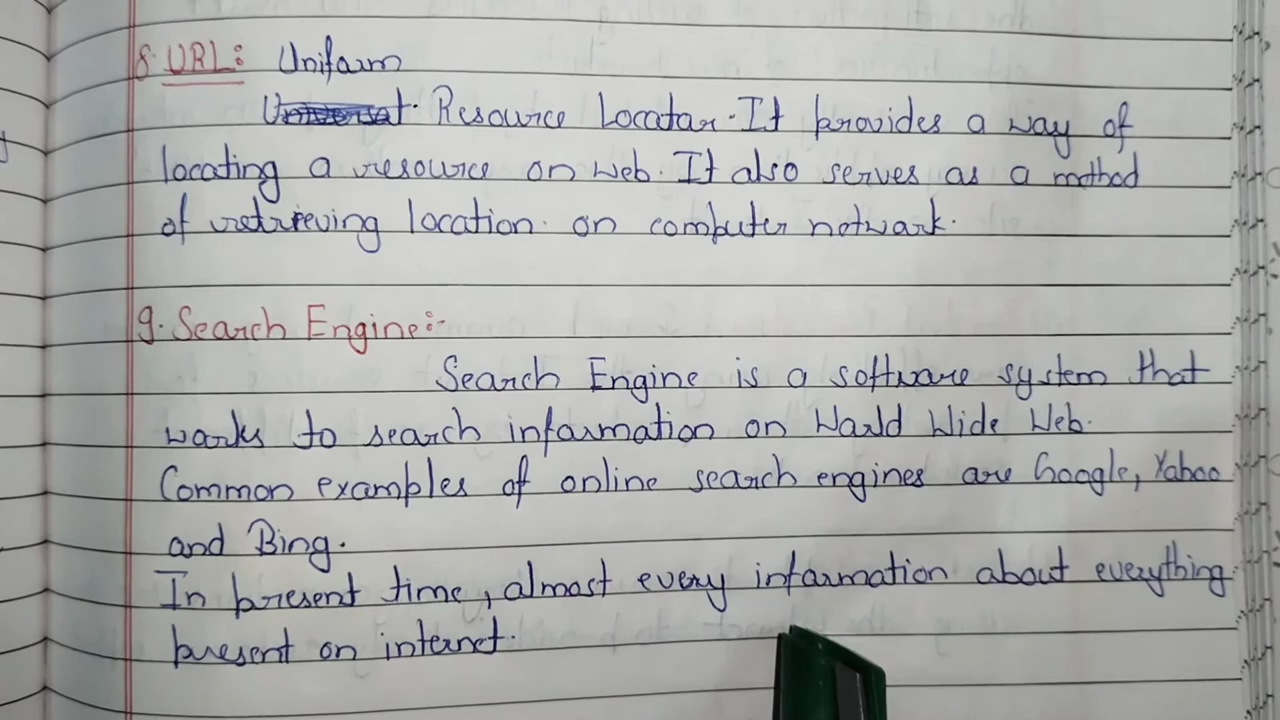 8. URL: Uniform
Resource Locator. It provides a way of
locating a resource on web. It also serves as a method
of retrieving location. on computer network.
9. Search Engine:-
Search Engine is a software system that
works to search information on World Wide Web.
Common examples of online search engines are Google, Yahoo
and Bing.
In present time, almost every information about everything
present on internet.